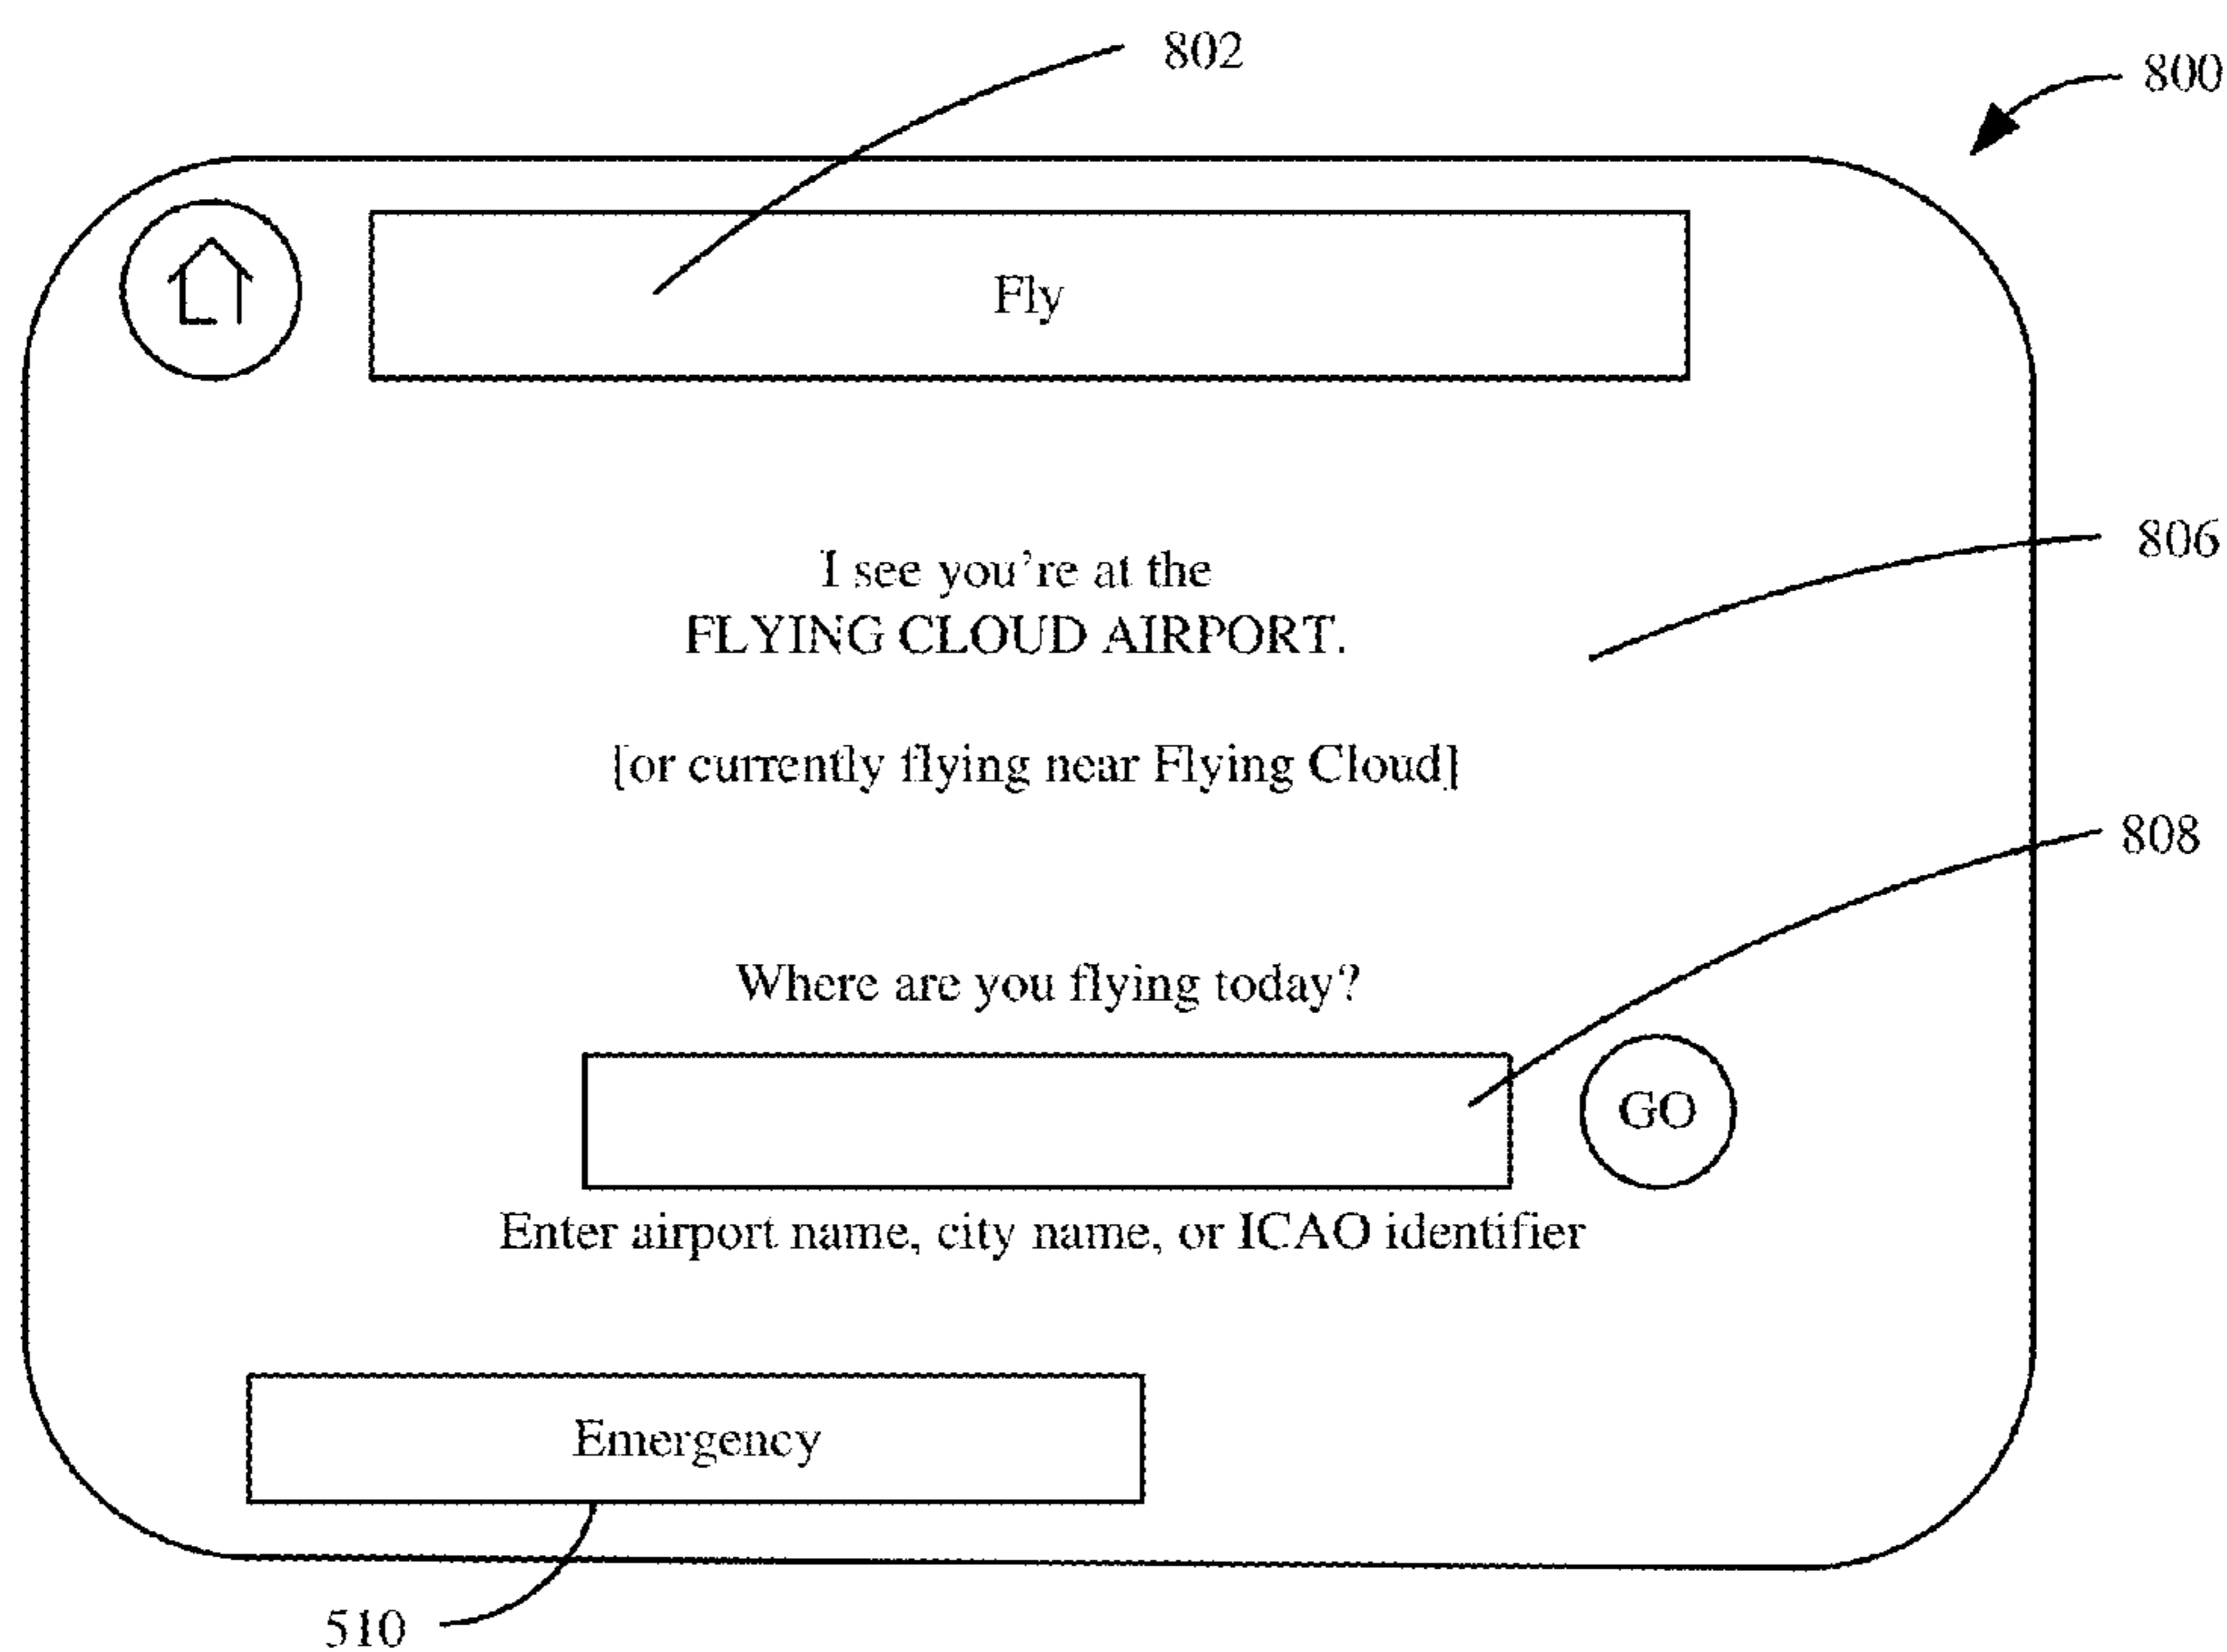 802
800
Fly
I see you're at the
FLYING CLOUD AIRPORT.
806
[or currently flying near Flying Cloud]
808
Where are you flying today?
GO
Enter airport name, city name, or ICAO identifier
Emergency
510